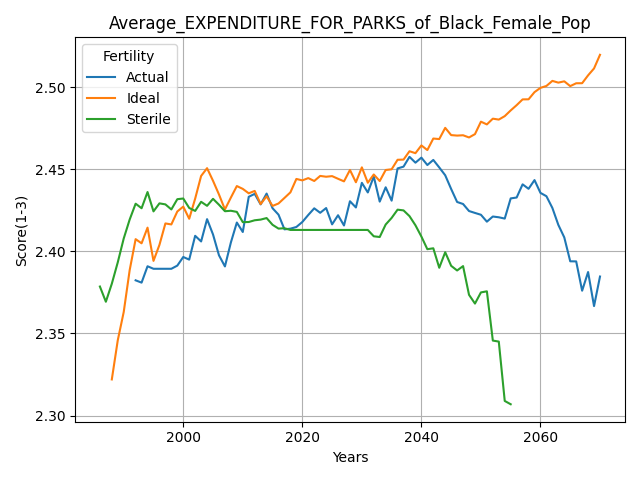 Average_EXPENDITURE_FOR_PARKS_of_Black_Female_Pop
Fertility
Actual
Ideal
Sterile
2.50
2.45
2.40
2.35
2.30
Score(1-3)
2000
2020
2040
2060
Years